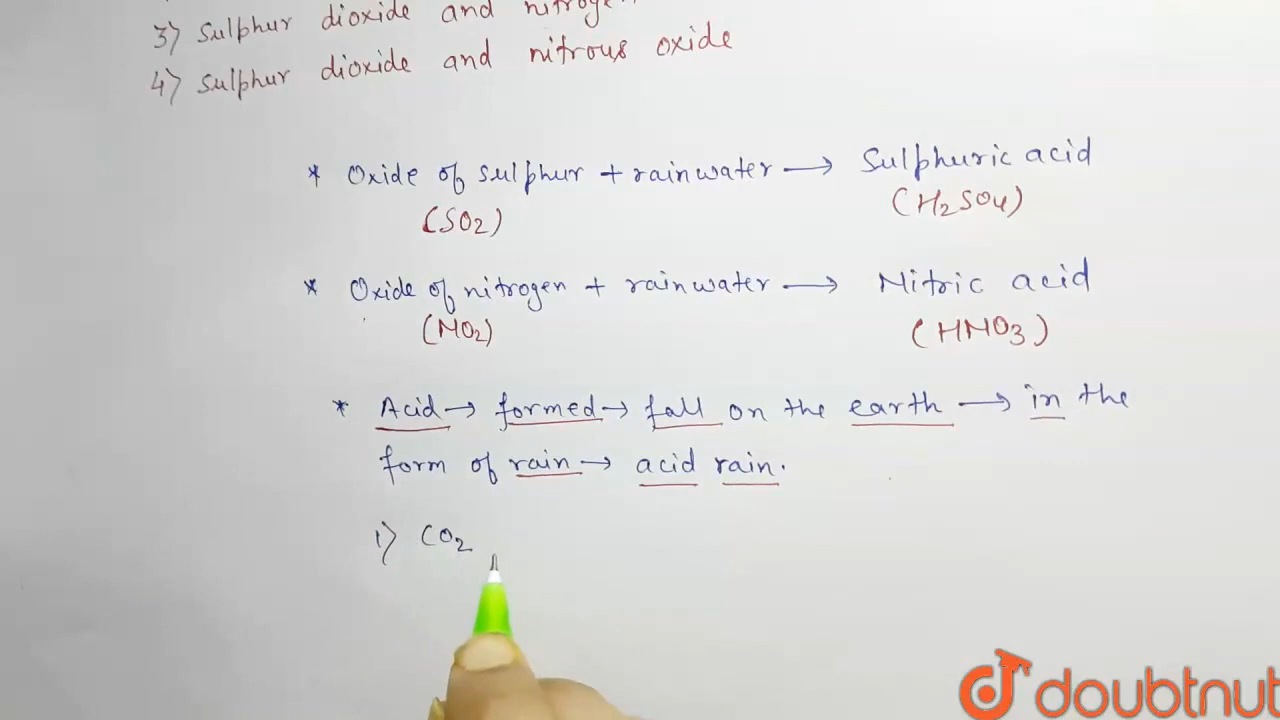 3) Sulphur dioxide and
4) Sulphur dioxide and nitrous oxide
* Oxide of sulphur + rainwater → Sulphuric acid
(SO2) (H2SO4)
* Oxide of nitrogen + rainwater → Nitric acid
(NO2) (HNO3)
* Acid → formed → fall on the earth → in the
form of rain → acid rain.
1) CO2
doubtnut